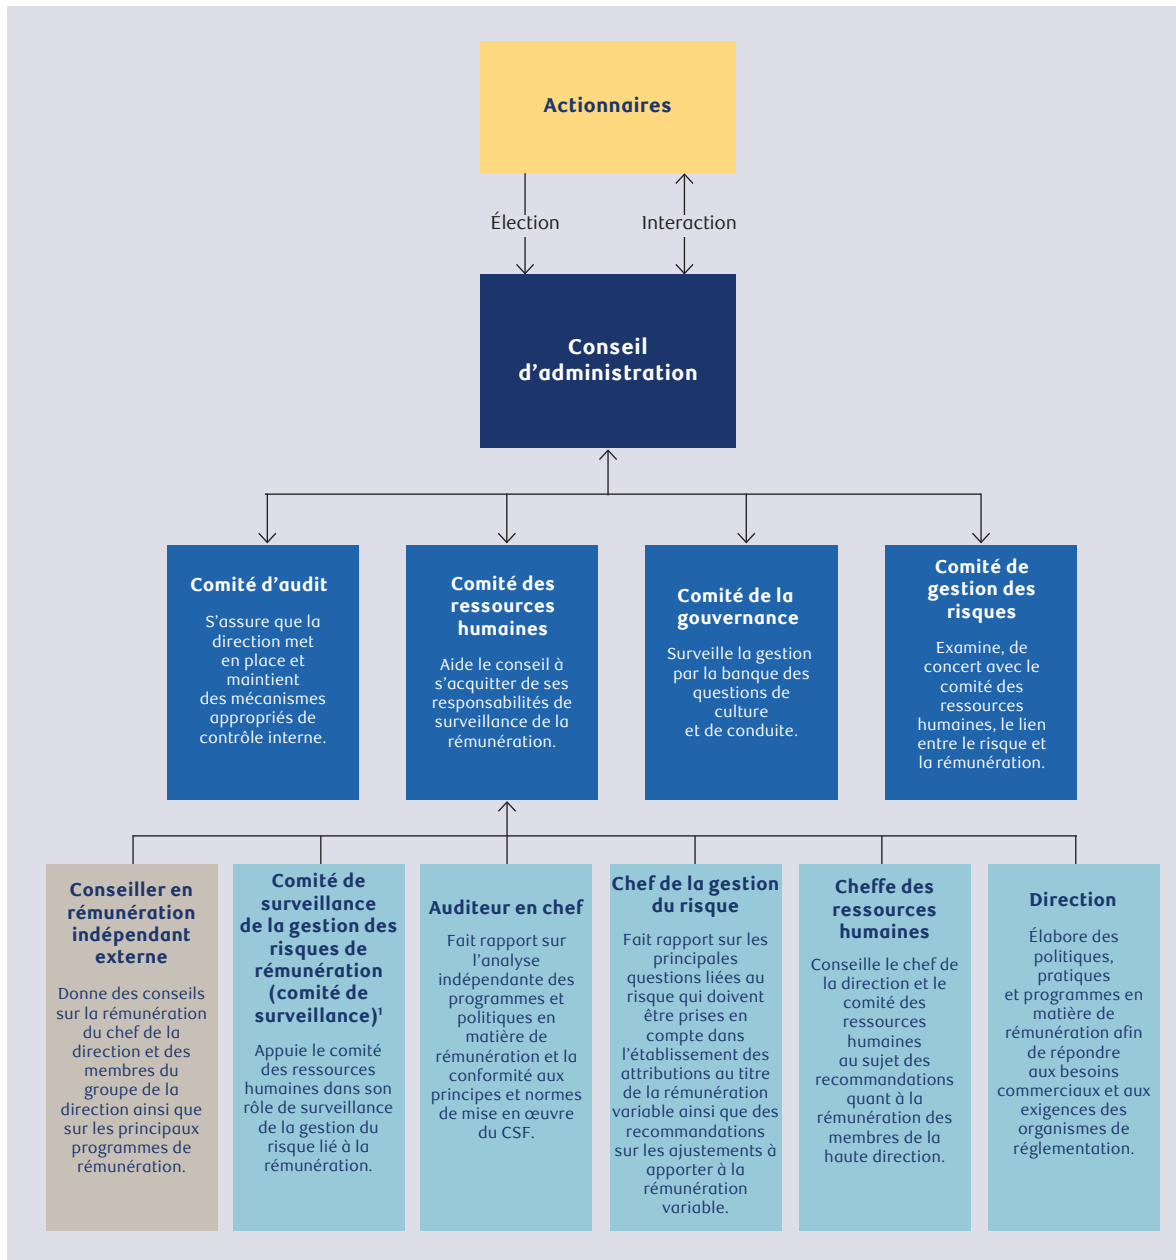 Actionnaires
Élection
Interaction
Conseil
d’administration
Comité d’audit
S’assure que la
direction met
en place et
maintient
des mécanismes
appropriés de
contrôle interne.
Comité des
ressources
humaines
Aide le conseil à
s’acquitter de ses
responsabilités de
surveillance de la
rémunération.
Comité de la
gouvernance
Surveille la gestion
par la banque des
questions de
culture
et de conduite.
Comité de
gestion des
risques
Examine, de
concert avec le
comité des
ressources
humaines, le lien
entre le risque et
la rémunération.
Conseiller en
rémunération
indépendant
externe
Donne des conseils
sur la rémunération
du chef de la
direction et des
membres du
groupe de la
direction ainsi que
sur les principaux
programmes de
rémunération.
Comité de
surveillance
de la gestion des
risques de
rémunération
(comité de
surveillance)¹
Appuie le comité
des ressources
humaines dans son
rôle de surveillance
de la gestion du
risque lié à la
rémunération.
Auditeur en chef
Fait rapport sur
l’analyse
indépendante des
programmes et
politiques en
matière de
rémunération et la
conformité aux
principes et normes
de mise en œuvre
du CSF.
Chef de la gestion
du risque
Fait rapport sur les
principales
questions liées au
risque qui doivent
être prises en
compte dans
l’établissement des
attributions au titre
de la rémunération
variable ainsi que des
recommandations
sur les ajustements à
apporter à la
rémunération
variable.
Cheffe des
ressources
humaines
Conseille le chef de
la direction et le
comité des
ressources
humaines
au sujet des
recommandations
quant à la
rémunération des
membres de la
haute direction.
Direction
Élabore des
politiques,
pratiques
et programmes en
matière de
rémunération afin
de répondre
aux besoins
commerciaux et aux
exigences des
organismes de
réglementation.